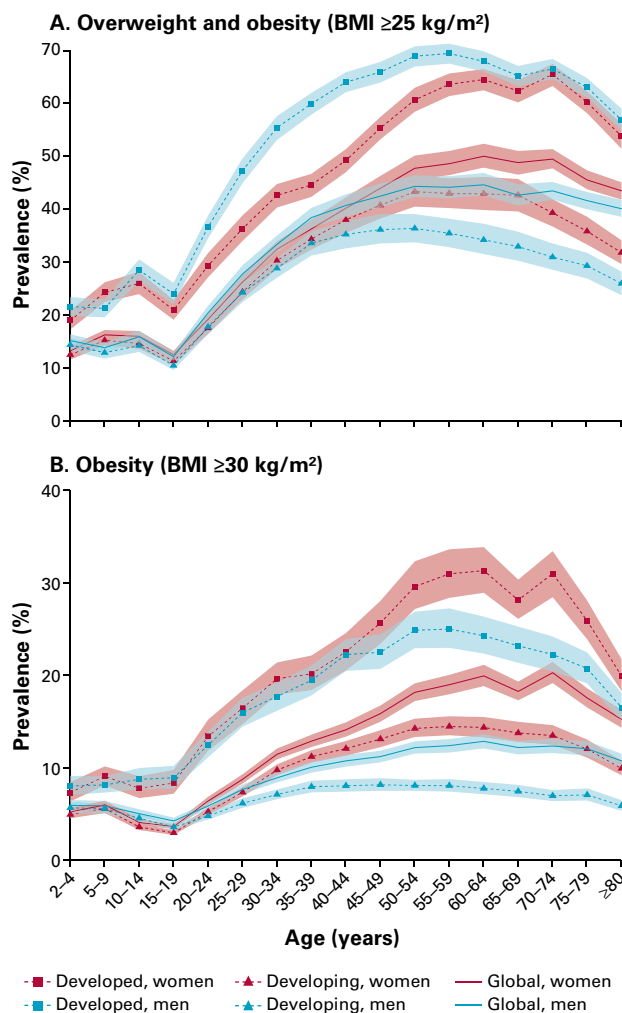 A. Overweight and obesity (BMI ≥25 kg/m²)
Prevalence (%)
70
60
50
40
30
20
10
0
B. Obesity (BMI ≥30 kg/m²)
Prevalence (%)
40
30
20
10
0
2–4
5–9
10–14
15–19
20–24
25–29
30–34
35–39
40–44
45–49
50–54
55–59
60–64
65–69
70–74
75–79
≥80
Age (years)
Developed, women
Developing, women
Global, women
Developed, men
Developing, men
Global, men